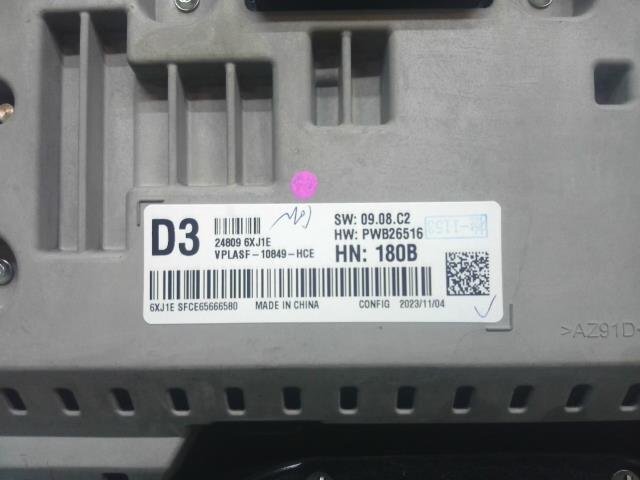 D3
24809 6XJ1E
VPLASF-10849-HCE
SW: 09.08.C2
HW: PWB26516
HN: 180B
6XJ1E SFCE65666580 MADE IN CHINA CONFIG 2023/11/04
>AZ91D